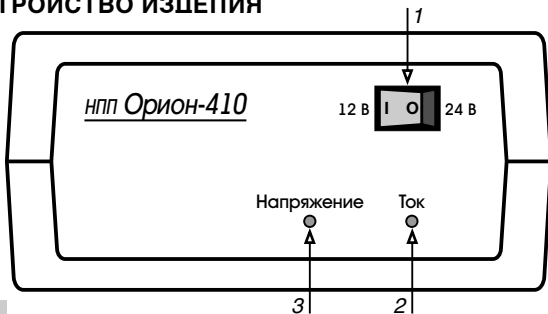 ТРОЙСТВО ИЗДЕЛИЯ
1
НПП Орион-410
12 В I O 24 В
Напряжение Ток
3 2